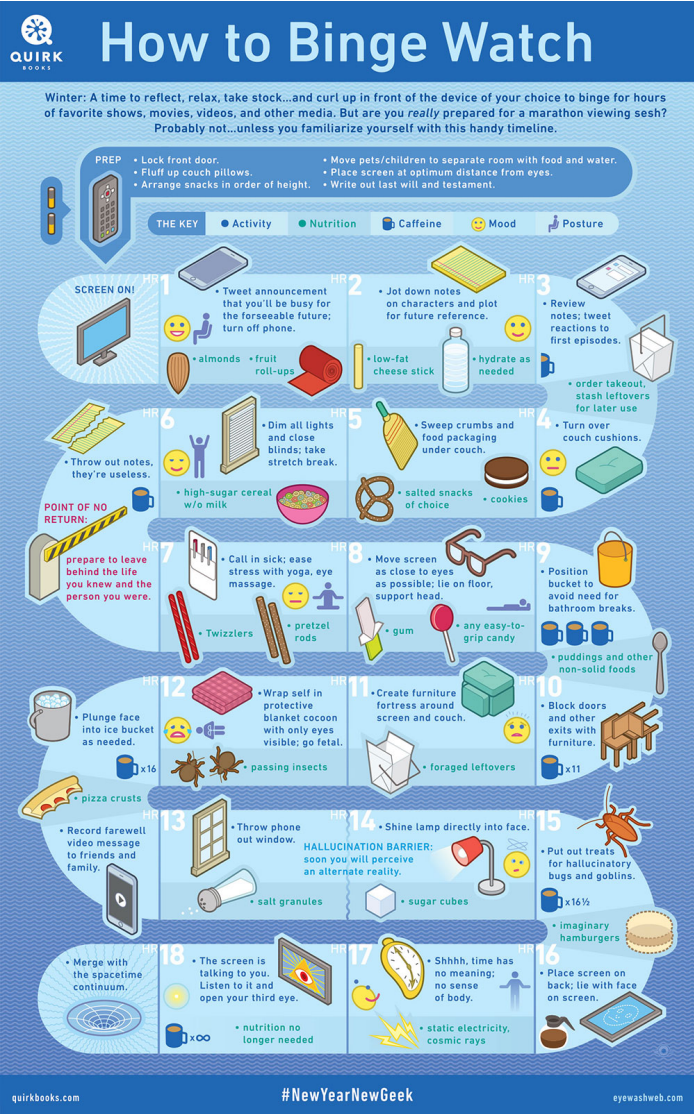 QUIRK
BOOKS
How to Binge Watch
Winter: A time to reflect, relax, take stock...and curl up in front of the device of your choice to binge for hours
of favorite shows, movies, videos, and other media. But are you really prepared for a marathon viewing sesh?
Probably not...unless you familiarize yourself with this handy timeline.
PREP
• Lock front door.
• Fluff up couch pillows.
• Arrange snacks in order of height.
• Move pets/children to separate room with food and water.
• Place screen at optimum distance from eyes.
• Write out last will and testament.
THE KEY
• Activity
• Nutrition
Caffeine
Mood
Posture
SCREEN ON!
HR 1
• Tweet announcement
that you'll be busy for
the forseeable future;
turn off phone.
• almonds
• fruit
roll-ups
HR 2
• Jot down notes
on characters and plot
for future reference.
• low-fat
cheese stick
• hydrate as
needed
HR 3
• Review
notes; tweet
reactions to
first episodes.
• order takeout,
stash leftovers
for later use
HR 4
• Turn over
couch cushions.
HR 5
• Sweep crumbs and
food packaging
under couch.
• salted snacks
of choice
• cookies
HR 6
• Dim all lights
and close
blinds; take
stretch break.
• high-sugar cereal
w/o milk
• Throw out notes,
they're useless.
POINT OF NO
RETURN:
prepare to leave
behind the life
you knew and the
person you were.
HR 7
• Call in sick; ease
stress with yoga, eye
massage.
• Twizzlers
• pretzel
rods
HR 8
• Move screen
as close to eyes
as possible; lie on floor,
support head.
• gum
• any easy-to-
grip candy
HR 9
• Position
bucket to
avoid need for
bathroom breaks.
• puddings and other
non-solid foods
HR 10
• Block doors
and other
exits with
furniture.
x11
HR 11
• Create furniture
fortress around
screen and couch.
• foraged leftovers
HR 12
• Wrap self in
protective
blanket cocoon
with only eyes
visible; go fetal.
• passing insects
• Plunge face
into ice bucket
as needed.
x16
• pizza crusts
• Record farewell
video message
to friends and
family.
HR 13
• Throw phone
out window.
• salt granules
HR 14
• Shine lamp directly into face.
HALLUCINATION BARRIER:
soon you will perceive
an alternate reality.
• sugar cubes
HR 15
• Put out treats
for hallucinatory
bugs and goblins.
x16½
• imaginary
hamburgers
HR 16
• Place screen on
back; lie with face
on screen.
HR 17
• Shhhh, time has
no meaning;
no sense
of body.
• static electricity,
cosmic rays
HR 18
• The screen is
talking to you.
Listen to it and
open your third eye.
x∞
• nutrition no
longer needed
• Merge with
the spacetime
continuum.
quirkbooks.com
#NewYearNewGeek
eyewashweb.com